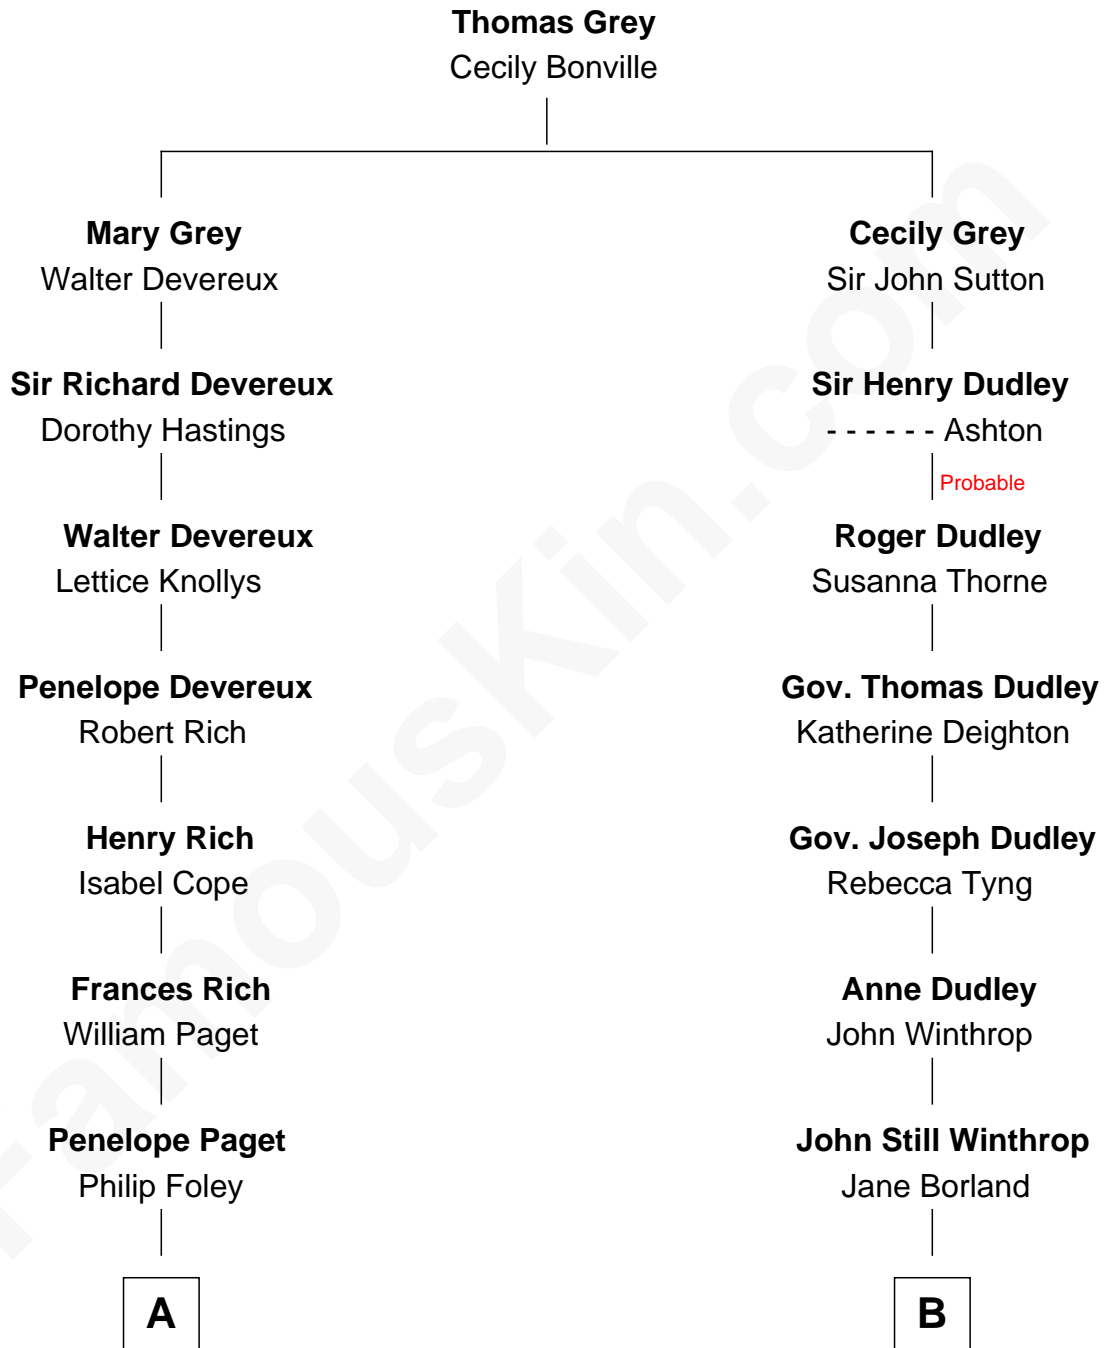 Thomas Grey
Cecily Bonville
Mary Grey
Walter Devereux
Cecily Grey
Sir John Sutton
Sir Richard Devereux
Dorothy Hastings
Sir Henry Dudley
- - - - - - Ashton
Probable
Walter Devereux
Lettice Knollys
Roger Dudley
Susanna Thorne
Penelope Devereux
Robert Rich
Gov. Thomas Dudley
Katherine Deighton
Henry Rich
Isabel Cope
Gov. Joseph Dudley
Rebecca Tyng
Frances Rich
William Paget
Anne Dudley
John Winthrop
Penelope Paget
Philip Foley
John Still Winthrop
Jane Borland
A
B
FamousKin.com